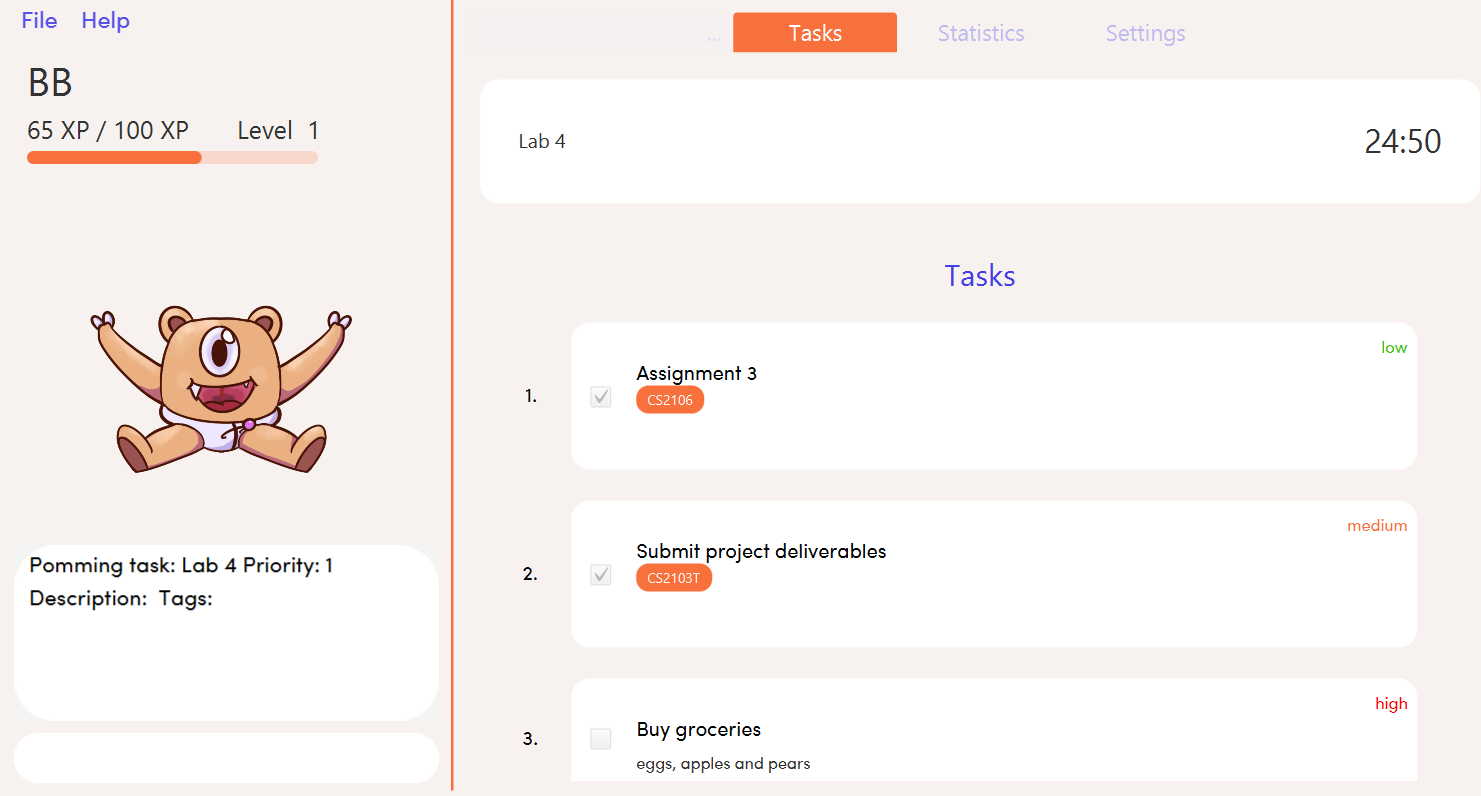 File Help
BB
65 XP / 100 XP Level 1
Pomming task: Lab 4 Priority: 1
Description: Tags:
... Tasks Statistics Settings
Lab 4 24:50
Tasks
low
1. Assignment 3
CS2106
medium
2. Submit project deliverables
CS2103T
high
3. Buy groceries
eggs, apples and pears